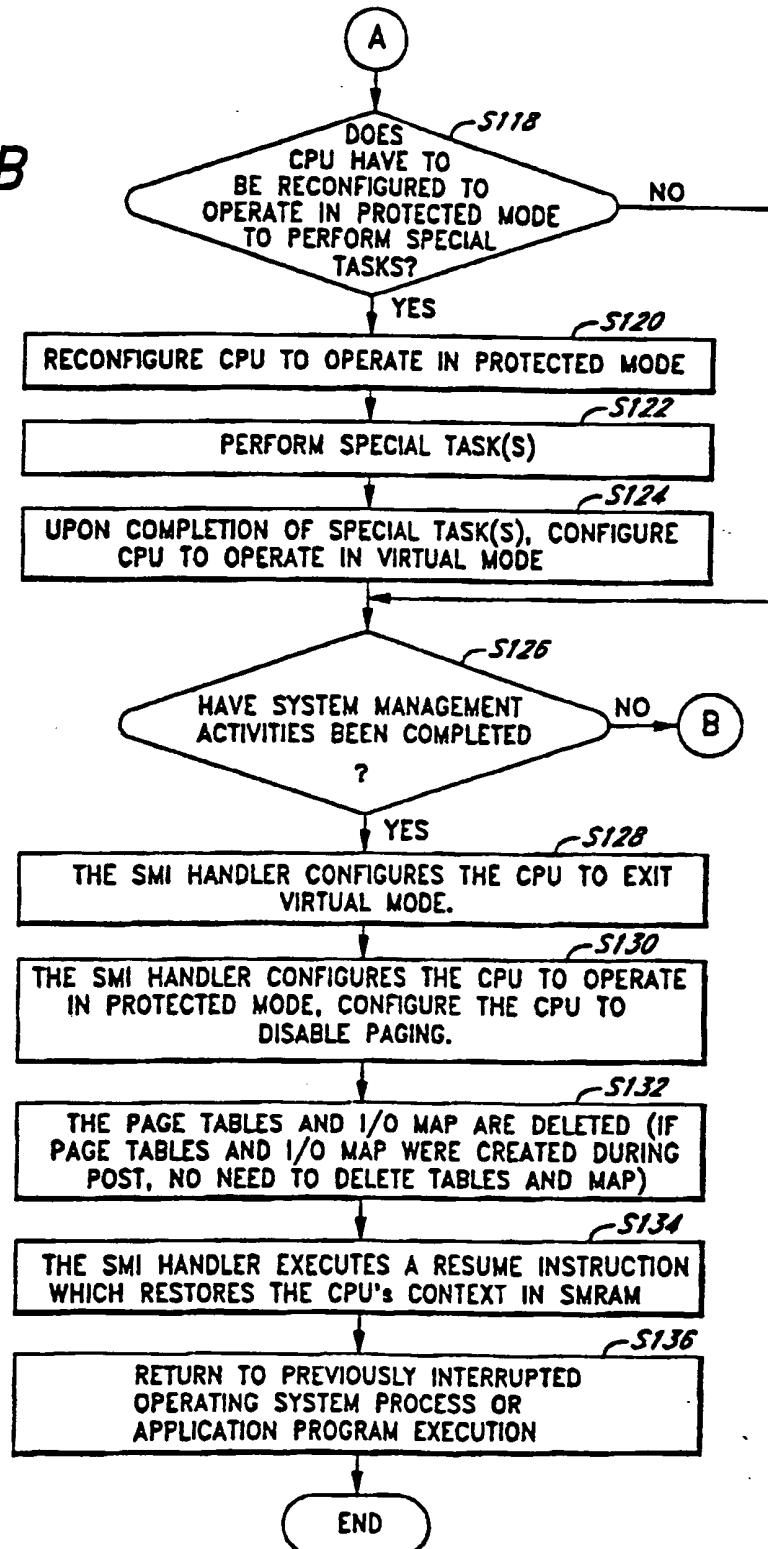 A
B
S118
DOES
CPU HAVE TO
BE RECONFIGURED TO
OPERATE IN PROTECTED MODE
TO PERFORM SPECIAL
TASKS?
NO
YES
S120
RECONFIGURE CPU TO OPERATE IN PROTECTED MODE
S122
PERFORM SPECIAL TASK(S)
S124
UPON COMPLETION OF SPECIAL TASK(S), CONFIGURE
CPU TO OPERATE IN VIRTUAL MODE
S126
HAVE SYSTEM MANAGEMENT
ACTIVITIES BEEN COMPLETED
?
NO
B
YES
S128
THE SMI HANDLER CONFIGURES THE CPU TO EXIT
VIRTUAL MODE.
S130
THE SMI HANDLER CONFIGURES THE CPU TO OPERATE
IN PROTECTED MODE, CONFIGURE THE CPU TO
DISABLE PAGING.
S132
THE PAGE TABLES AND I/O MAP ARE DELETED (IF
PAGE TABLES AND I/O MAP WERE CREATED DURING
POST, NO NEED TO DELETE TABLES AND MAP)
S134
THE SMI HANDLER EXECUTES A RESUME INSTRUCTION
WHICH RESTORES THE CPU's CONTEXT IN SMRAM
S136
RETURN TO PREVIOUSLY INTERRUPTED
OPERATING SYSTEM PROCESS OR
APPLICATION PROGRAM EXECUTION
END